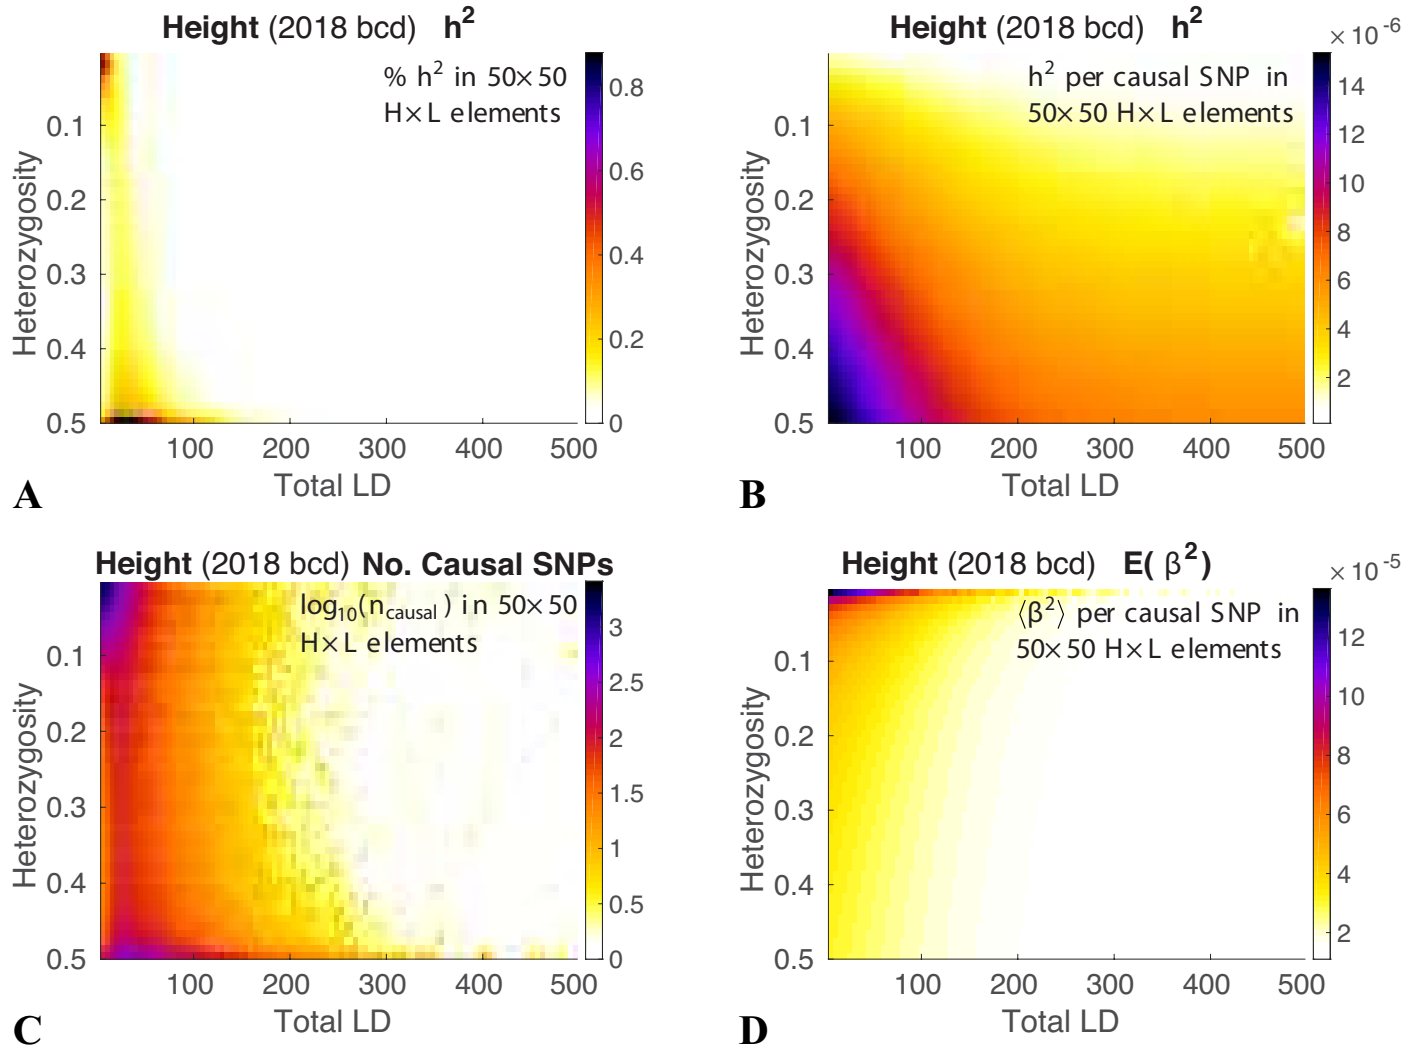 Height (2018 bcd) h²
% h² in 50×50
H×L elements
0.1
0.2
0.3
0.4
0.5
Heterozygosity
100 200 300 400 500
Total LD
0.8
0.6
0.4
0.2
0
A
Height (2018 bcd) h²
× 10⁻⁶
h² per causal SNP in
50×50 H×L elements
0.1
0.2
0.3
0.4
0.5
Heterozygosity
100 200 300 400 500
Total LD
14
12
10
8
6
4
2
B
Height (2018 bcd) No. Causal SNPs
log₁₀(n_causal) in 50×50
H×L elements
0.1
0.2
0.3
0.4
0.5
Heterozygosity
100 200 300 400 500
Total LD
3
2.5
2
1.5
1
0.5
0
C
Height (2018 bcd) E( β²)
× 10⁻⁵
⟨β²⟩ per causal SNP in
50×50 H×L elements
0.1
0.2
0.3
0.4
0.5
Heterozygosity
100 200 300 400 500
Total LD
12
10
8
6
4
2
D